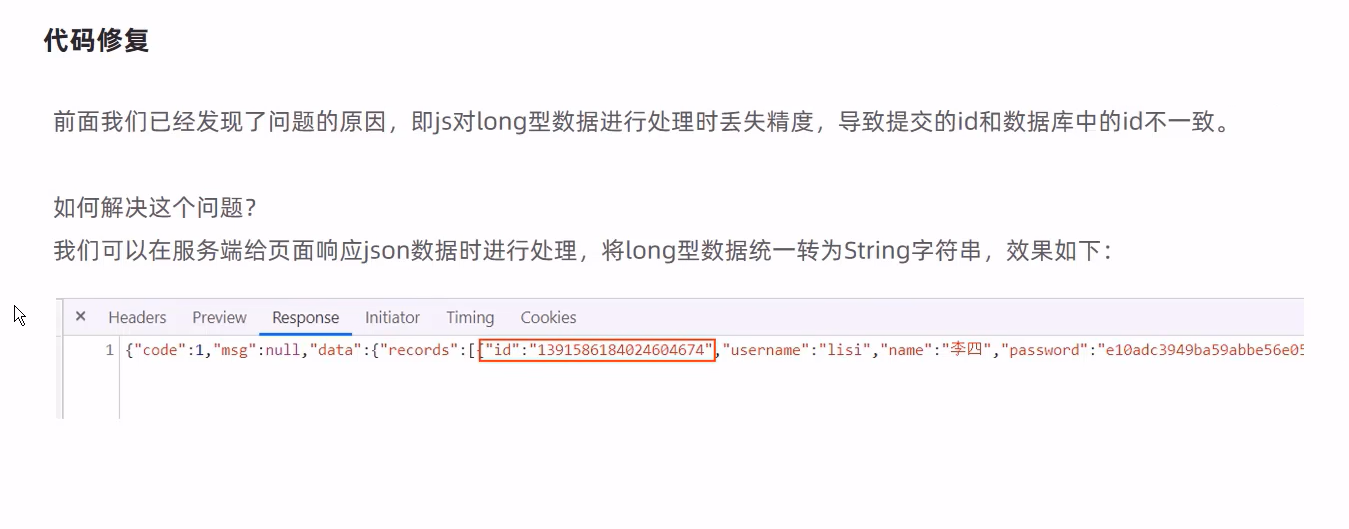 代码修复
前面我们已经发现了问题的原因，即js对long型数据进行处理时丢失精度，导致提交的id和数据库中的id不一致。
如何解决这个问题？
我们可以在服务端给页面响应json数据时进行处理，将long型数据统一转为String字符串，效果如下：
× Headers Preview Response Initiator Timing Cookies
1 {"code":1,"msg":null,"data":{"records":[{"id":"1391586184024604674","username":"lisi","name":"李四","password":"e10adc3949ba59abbe56e05